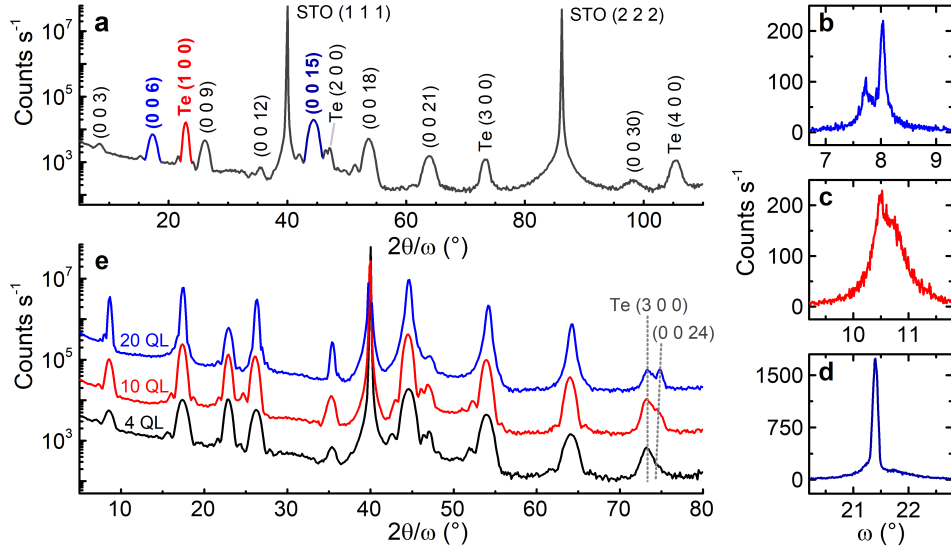 a
Counts s⁻¹
10⁷
10⁵
10³
(0 0 3)
(0 0 6)
Te (1 0 0)
(0 0 9)
(0 0 12)
STO (1 1 1)
(0 0 15)
Te (2 0 0)
(0 0 18)
(0 0 21)
Te (3 0 0)
STO (2 2 2)
(0 0 30)
Te (4 0 0)
20 40 60 80 100
2θ/ω (°)
b
200
100
0
7 8 9
Counts s⁻¹
c
200
100
0
10 11
d
1500
750
0
21 22
ω (°)
e
Counts s⁻¹
10⁷
10⁵
10³
20 QL
10 QL
4 QL
Te (3 0 0)
(0 0 24)
10 20 30 40 50 60 70 80
2θ/ω (°)